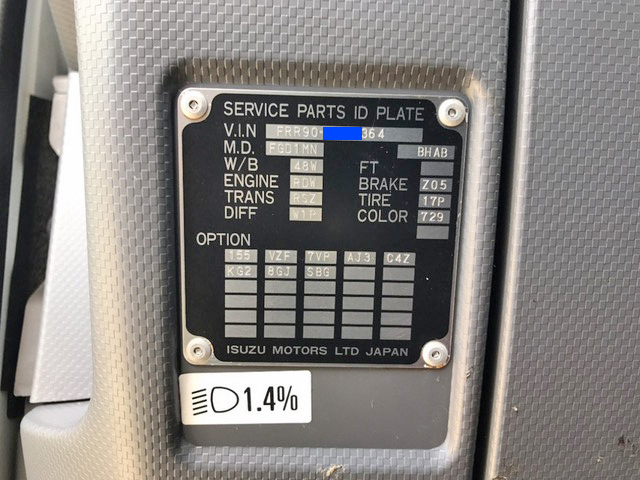 SERVICE PARTS ID PLATE
V.I.N FRR90- 364
M.D. FGD1MN BHAB
W/B 48W FT
ENGINE BRAKE Z05
TRANS TIRE 17P
DIFF COLOR 729
OPTION
155 VZF 7VP AJ3 C4Z
KG2 8GJ SBG
ISUZU MOTORS LTD JAPAN
1.4%